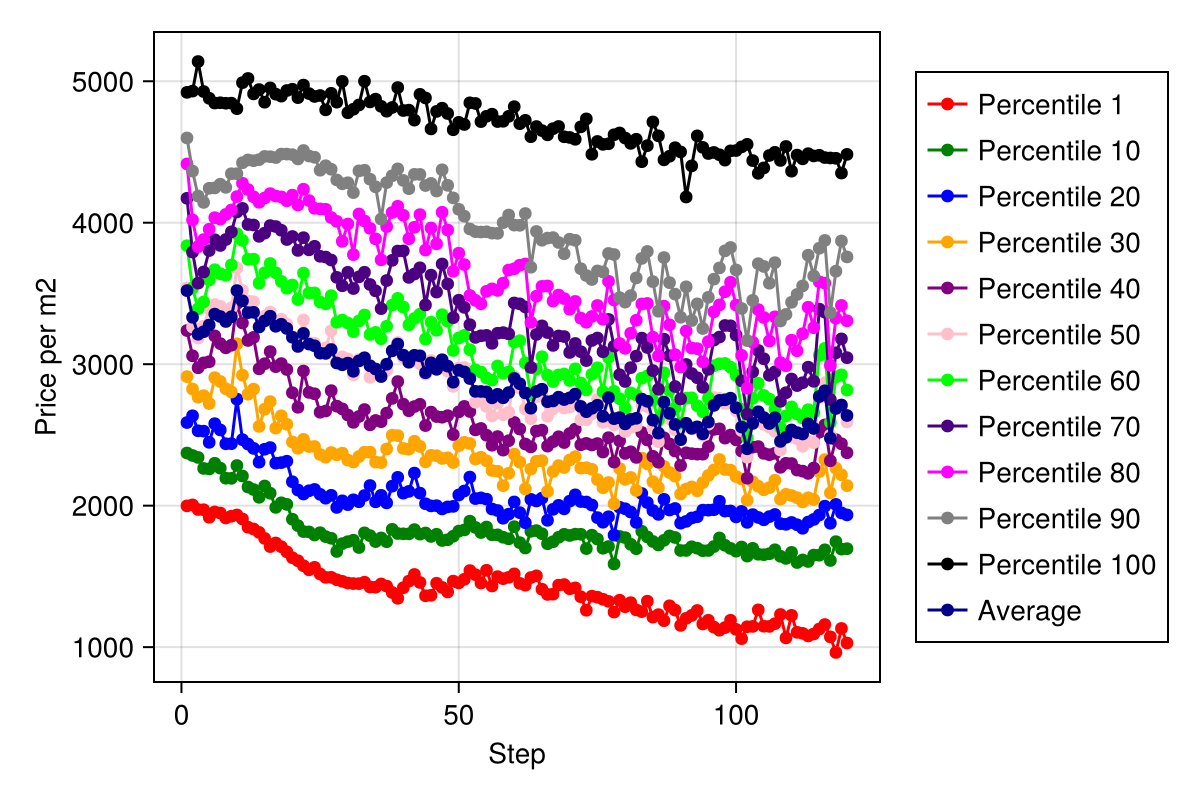 5000
4000
3000
2000
1000
Price per m2
0
50
100
Step
Percentile 1
Percentile 10
Percentile 20
Percentile 30
Percentile 40
Percentile 50
Percentile 60
Percentile 70
Percentile 80
Percentile 90
Percentile 100
Average